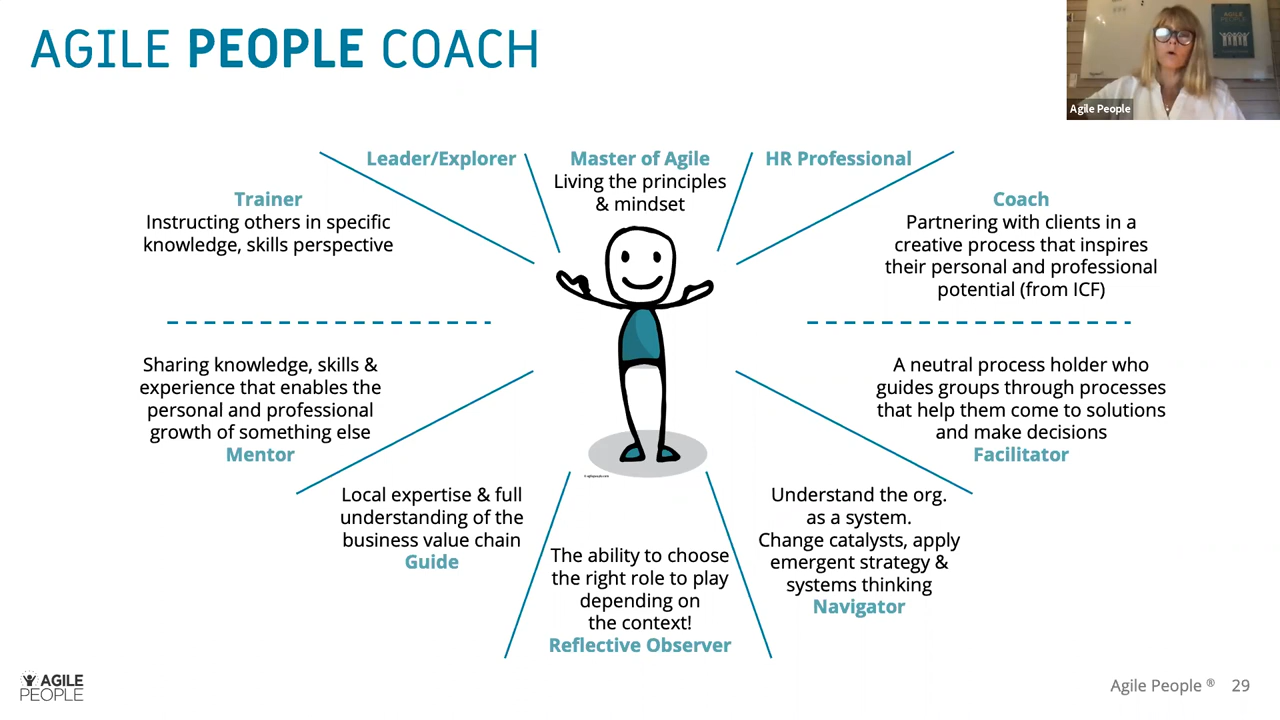 AGILE PEOPLE COACH
AGILE
PEOPLE
Agile People
Leader/Explorer
Master of Agile
Living the principles
& mindset
HR Professional
Trainer
Instructing others in specific
knowledge, skills perspective
Coach
Partnering with clients in a
creative process that inspires
their personal and professional
potential (from ICF)
Sharing knowledge, skills &
experience that enables the
personal and professional
growth of something else
Mentor
A neutral process holder who
guides groups through processes
that help them come to solutions
and make decisions
Facilitator
Local expertise & full
understanding of the
business value chain
Guide
The ability to choose
the right role to play
depending on
the context!
Reflective Observer
Understand the org.
as a system.
Change catalysts, apply
emergent strategy &
systems thinking
Navigator
AGILE
PEOPLE
Agile People ® 29